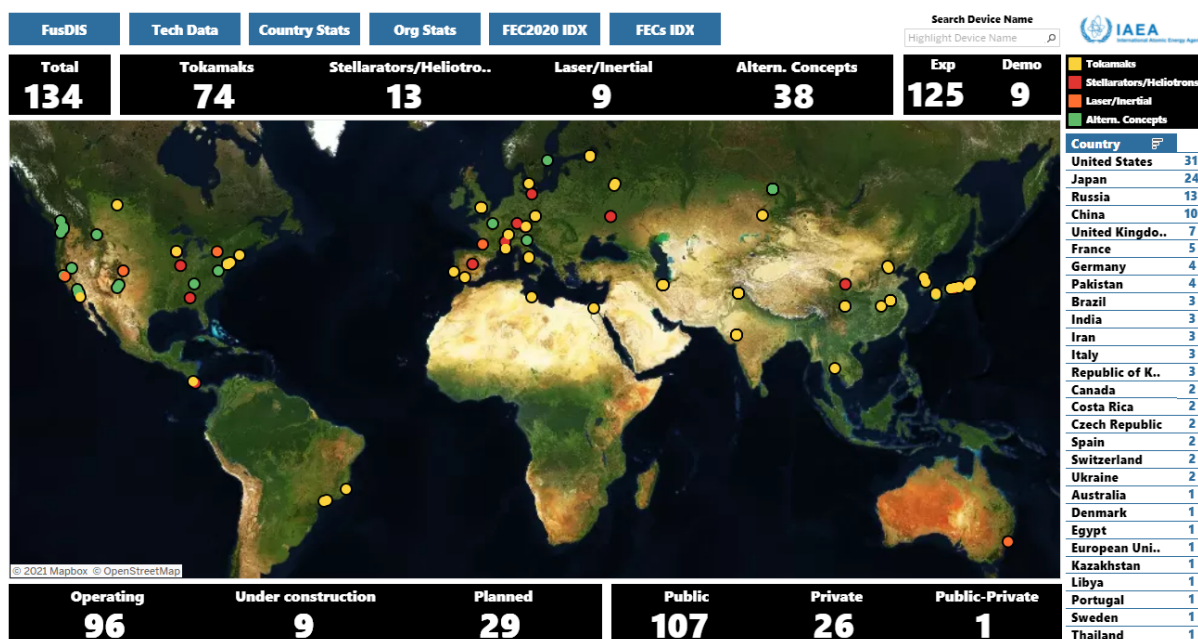 FusDIS
Tech Data
Country Stats
Org Stats
FEC2020 IDX
FECs IDX
Search Device Name
Highlight Device Name
IAEA
International Atomic Energy Agen
Total
134
Tokamaks
74
Stellarators/Heliotro..
13
Laser/Inertial
9
Altern. Concepts
38
Exp
125
Demo
9
Tokamaks
Stellarators/Heliotrons
Laser/Inertial
Altern. Concepts
Country
United States 31
Japan 24
Russia 13
China 10
United Kingdo.. 7
France 5
Germany 4
Pakistan 4
Brazil 3
India 3
Iran 3
Italy 3
Republic of K.. 3
Canada 2
Costa Rica 2
Czech Republic 2
Spain 2
Switzerland 2
Ukraine 2
Australia 1
Denmark 1
Egypt 1
European Uni.. 1
Kazakhstan 1
Libya 1
Portugal 1
Sweden 1
Thailand 1
© 2021 Mapbox © OpenStreetMap
Operating
96
Under construction
9
Planned
29
Public
107
Private
26
Public-Private
1